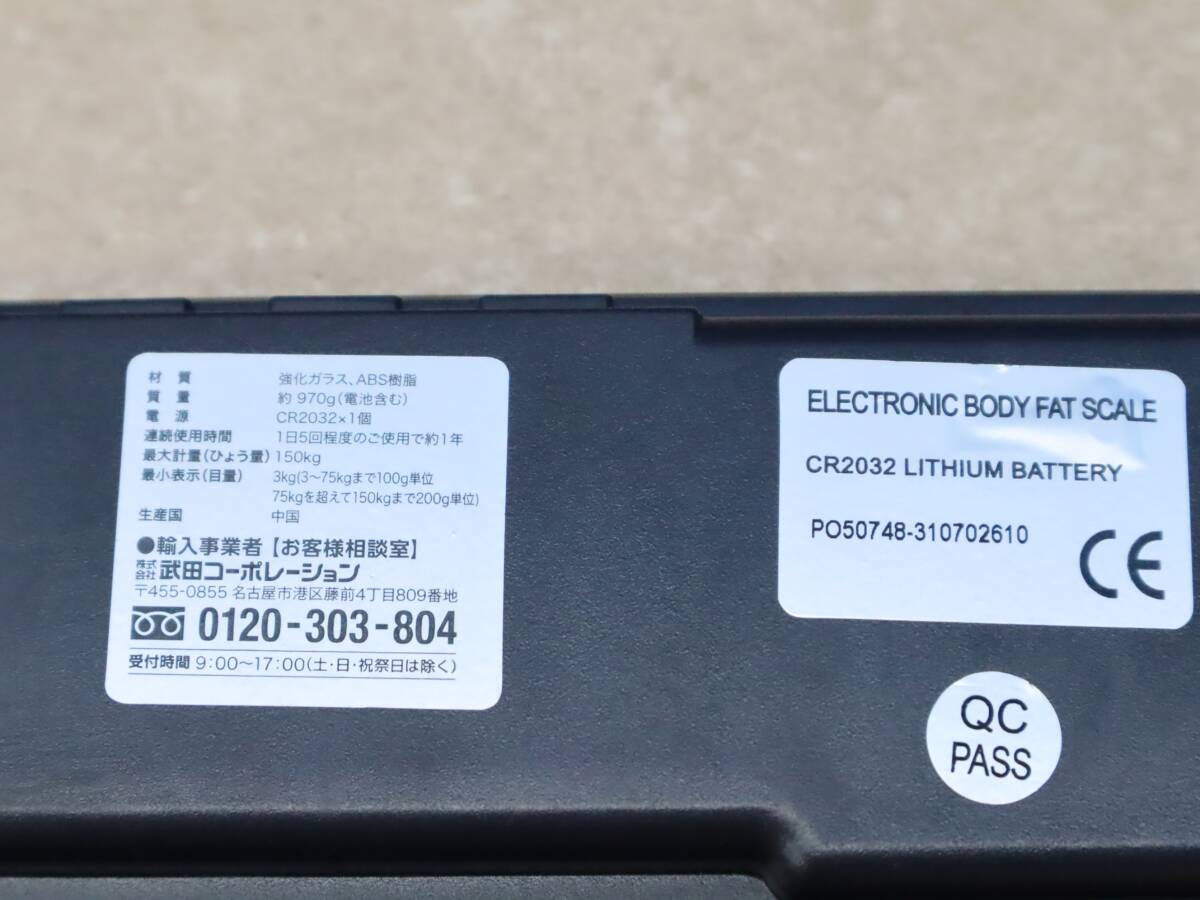 材　質　強化ガラス、ABS樹脂
質　量　約 970g(電池含む)
電　源　CR2032×1個
連続使用時間　1日5回程度のご使用で約1年
最大計量(ひょう量) 150kg
最小表示(目量)　3kg(3〜75kgまで100g単位
75kgを超えて150kgまで200g単位)
生産国　中国
●輸入事業者【お客様相談室】
株式会社 武田コーポレーション
〒455-0855 名古屋市港区藤前4丁目809番地
0120-303-804
受付時間 9:00〜17:00(土・日・祝祭日は除く)
ELECTRONIC BODY FAT SCALE
CR2032 LITHIUM BATTERY
PO50748-310702610
CE
QC
PASS